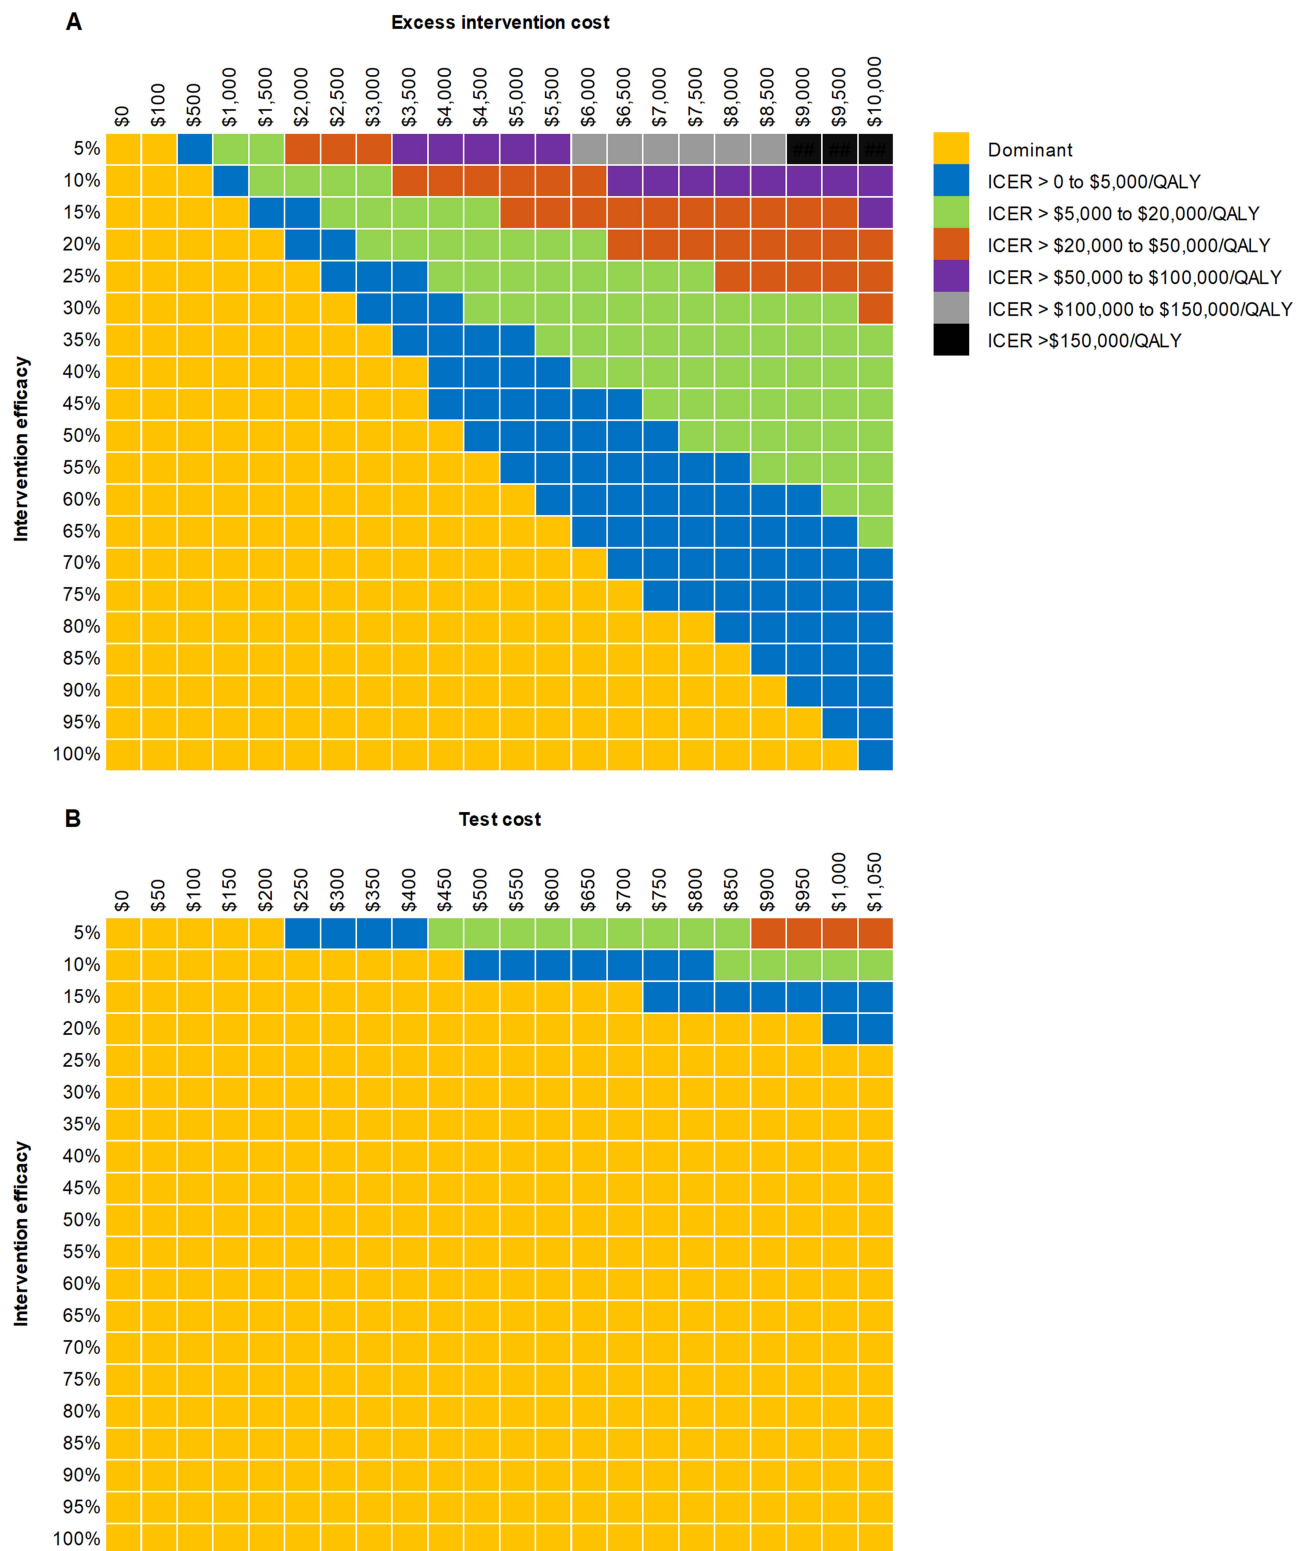 A
Excess intervention cost
$0 $100 $500 $1,000 $1,500 $2,000 $2,500 $3,000 $3,500 $4,000 $4,500 $5,000 $5,500 $6,000 $6,500 $7,000 $7,500 $8,000 $8,500 $9,000 $9,500 $10,000
Intervention efficacy
5% ## ## ##
10%
15%
20%
25%
30%
35%
40%
45%
50%
55%
60%
65%
70%
75%
80%
85%
90%
95%
100%
Dominant
ICER > 0 to $5,000/QALY
ICER > $5,000 to $20,000/QALY
ICER > $20,000 to $50,000/QALY
ICER > $50,000 to $100,000/QALY
ICER > $100,000 to $150,000/QALY
ICER >$150,000/QALY
B
Test cost
$0 $50 $100 $150 $200 $250 $300 $350 $400 $450 $500 $550 $600 $650 $700 $750 $800 $850 $900 $950 $1,000 $1,050
Intervention efficacy
5%
10%
15%
20%
25%
30%
35%
40%
45%
50%
55%
60%
65%
70%
75%
80%
85%
90%
95%
100%